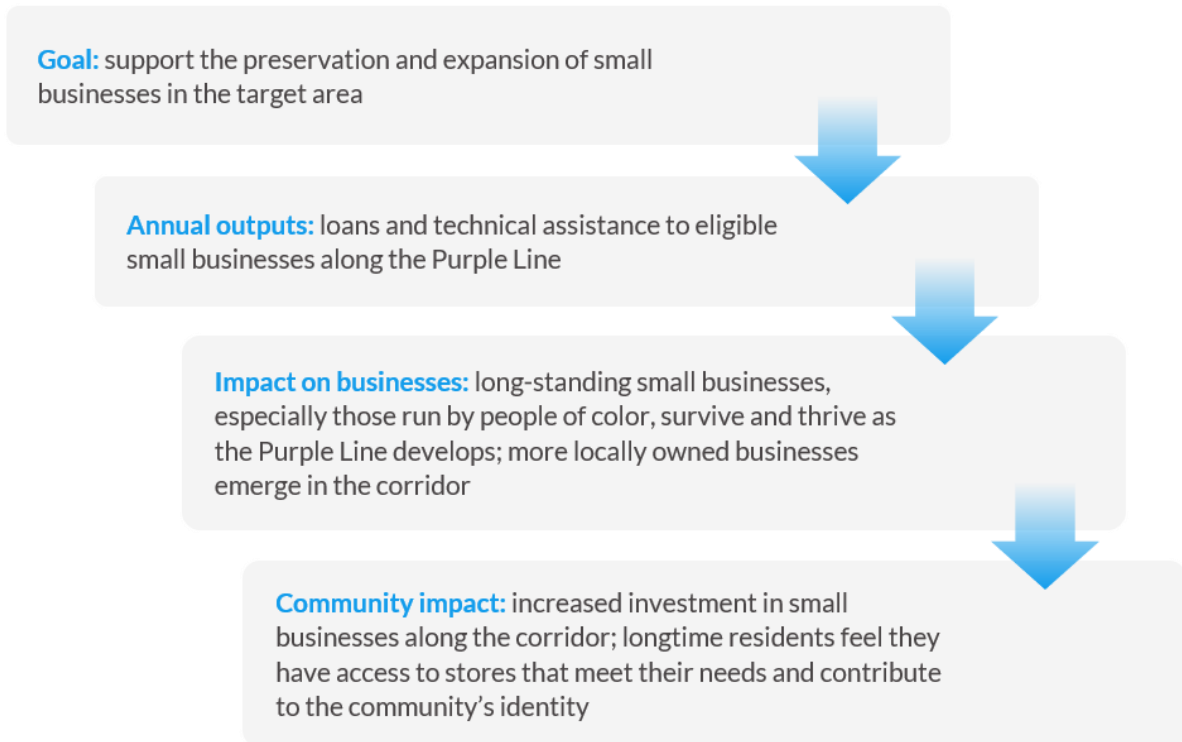 Goal: support the preservation and expansion of small
businesses in the target area
Annual outputs: loans and technical assistance to eligible
small businesses along the Purple Line
Impact on businesses: long-standing small businesses,
especially those run by people of color, survive and thrive as
the Purple Line develops; more locally owned businesses
emerge in the corridor
Community impact: increased investment in small
businesses along the corridor; longtime residents feel they
have access to stores that meet their needs and contribute
to the community’s identity